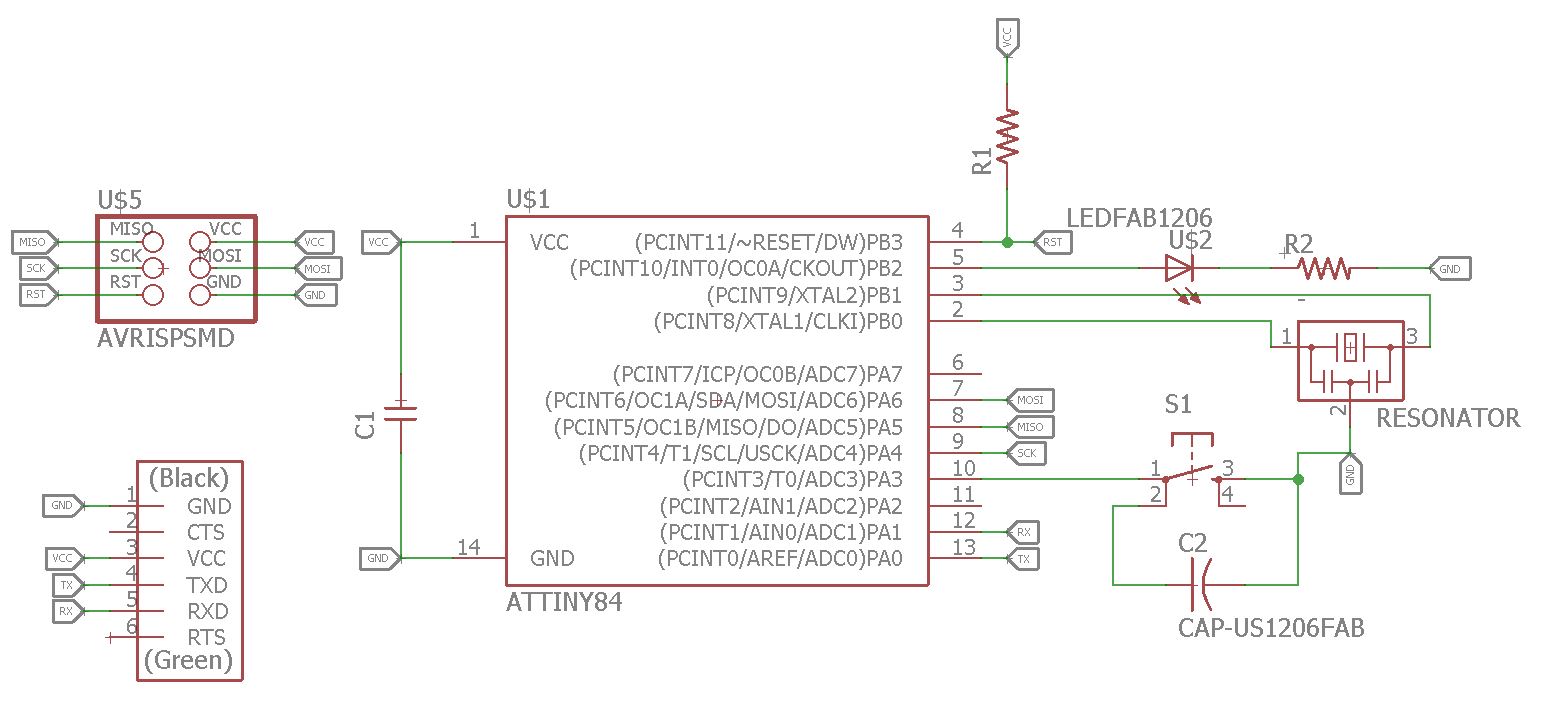 VCC
R1
RST
LEDFAB1206
U$2
R2
GND
U$5
MISO MISO VCC VCC
SCK SCK MOSI MOSI
RST RST GND GND
AVRISPSMD
U$1
VCC 1 VCC (PCINT11/~RESET/DW)PB3 4
(PCINT10/INT0/OC0A/CKOUT)PB2 5
(PCINT9/XTAL2)PB1 3
(PCINT8/XTAL1/CLKI)PB0 2
(PCINT7/ICP/OC0B/ADC7)PA7 6
(PCINT6/OC1A/SDA/MOSI/ADC6)PA6 7 MOSI
(PCINT5/OC1B/MISO/DO/ADC5)PA5 8 MISO
(PCINT4/T1/SCL/USCK/ADC4)PA4 9 SCK
(PCINT3/T0/ADC3)PA3 10
(PCINT2/AIN1/ADC2)PA2 11
(PCINT1/AIN0/ADC1)PA1 12 RX
GND 14 GND (PCINT0/AREF/ADC0)PA0 13 TX
ATTINY84
C1
1 3
2
RESONATOR
GND
S1
1 3
2 4
C2
CAP-US1206FAB
(Black)
GND 1 GND
2 CTS
VCC 3 VCC
TX 4 TXD
RX 5 RXD
6 RTS
(Green)